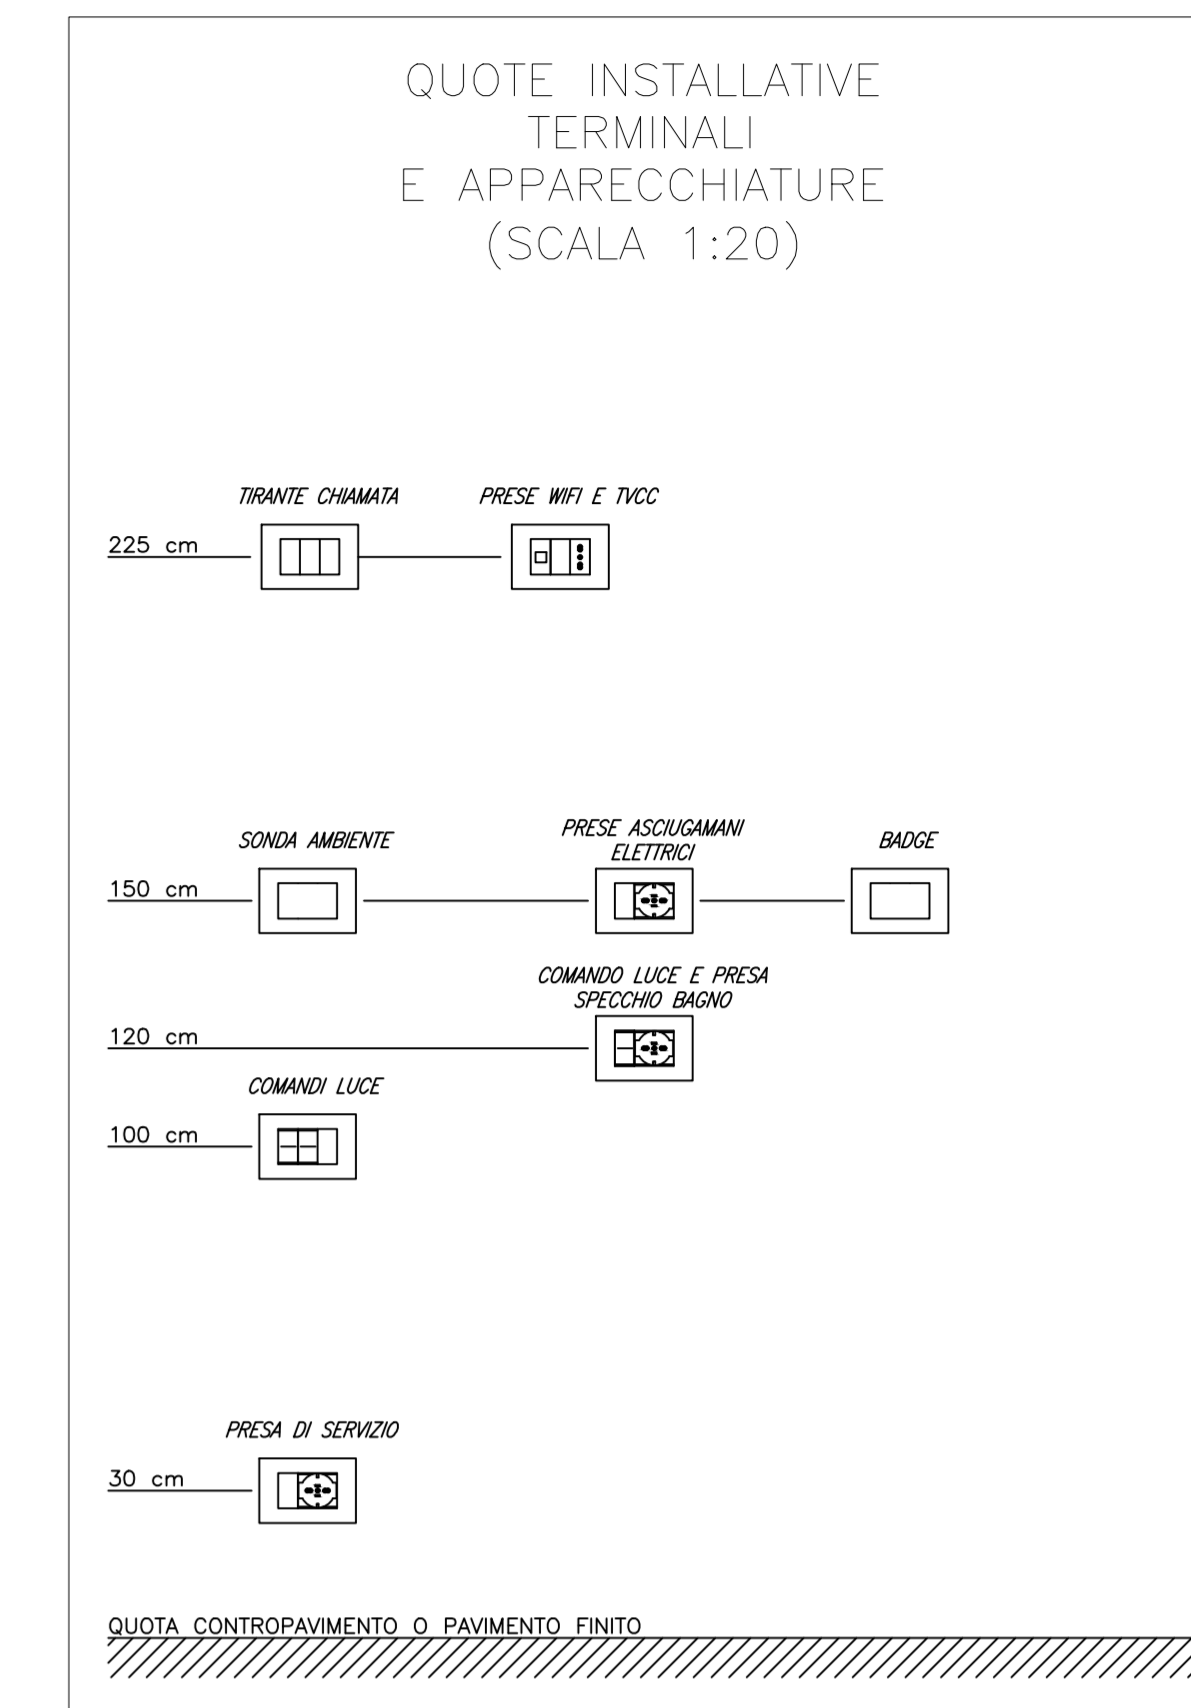 QUOTE INSTALLATIVE
TERMINALI
E APPARECCHIATURE
(SCALA 1:20)
TIRANTE CHIAMATA
PRESE WIFI E TVCC
225 cm
SONDA AMBIENTE
PRESE ASCIUGAMANI
ELETTRICI
BADGE
150 cm
COMANDO LUCE E PRESA
SPECCHIO BAGNO
120 cm
COMANDI LUCE
100 cm
PRESA DI SERVIZIO
30 cm
QUOTA CONTROPAVIMENTO O PAVIMENTO FINITO